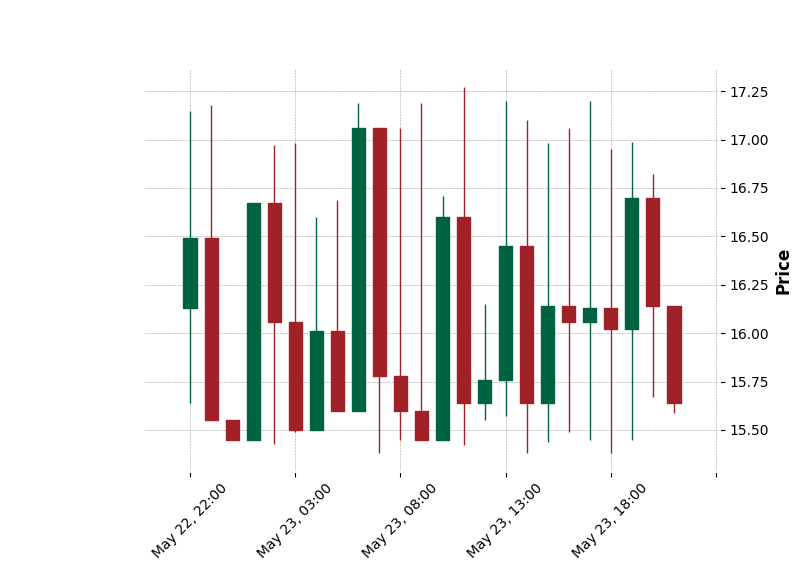 17.25
17.00
16.75
16.50
16.25
16.00
15.75
15.50
Price
May 22, 22:00
May 23, 03:00
May 23, 08:00
May 23, 13:00
May 23, 18:00